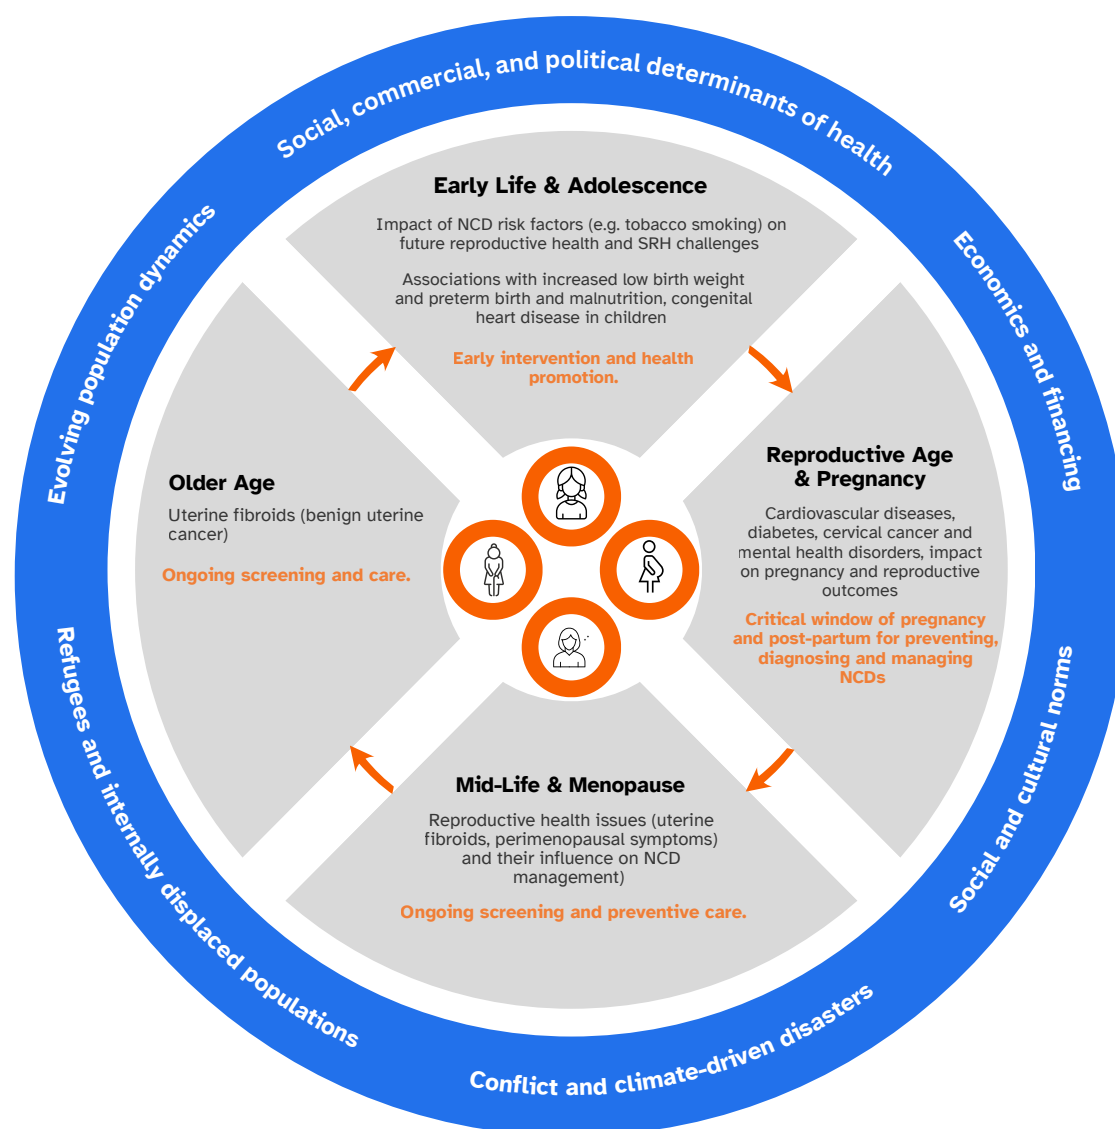 Social, commercial, and political determinants of health
Economics and financing
Social and cultural norms
Conflict and climate-driven disasters
Refugees and internally displaced populations
Evolving population dynamics
Early Life & Adolescence
Impact of NCD risk factors (e.g. tobacco smoking) on
future reproductive health and SRH challenges
Associations with increased low birth weight
and preterm birth and malnutrition, congenital
heart disease in children
Early intervention and health
promotion.
Reproductive Age
& Pregnancy
Cardiovascular diseases,
diabetes, cervical cancer and
mental health disorders, impact
on pregnancy and reproductive
outcomes
Critical window of pregnancy
and post-partum for preventing,
diagnosing and managing
NCDs
Mid-Life & Menopause
Reproductive health issues (uterine
fibroids, perimenopausal symptoms)
and their influence on NCD
management)
Ongoing screening and preventive care.
Older Age
Uterine fibroids (benign uterine
cancer)
Ongoing screening and care.